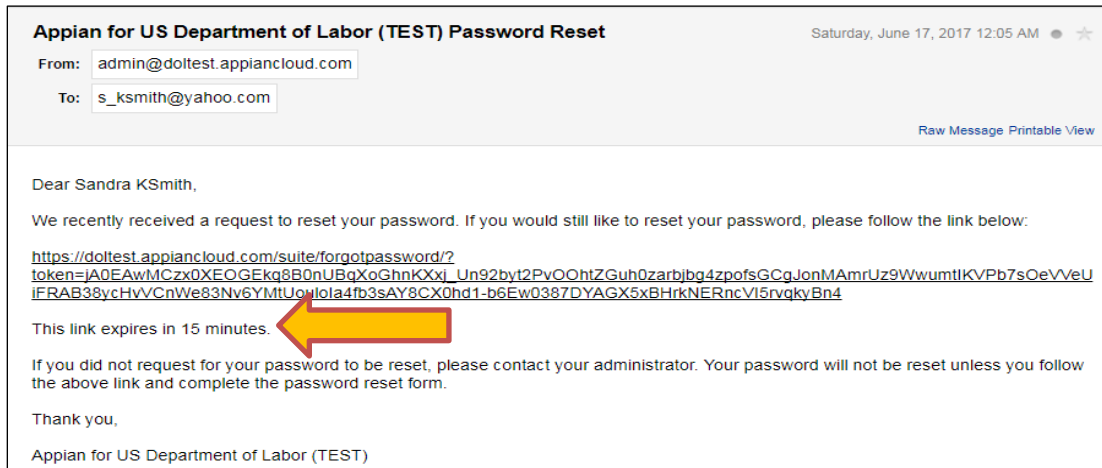 Appian for US Department of Labor (TEST) Password Reset
Saturday, June 17, 2017 12:05 AM
From: admin@doltest.appiancloud.com
To: s_ksmith@yahoo.com
Raw Message Printable View
Dear Sandra KSmith,
We recently received a request to reset your password. If you would still like to reset your password, please follow the link below:
https://doltest.appiancloud.com/suite/forgotpassword/?
token=jA0EAwMCzx0XEOGEkq8B0nUBqXoGhnKXxj_Un92byt2PvOOhtZGuh0zarbjbg4zpofsGCgJonMAmrUz9WwumtIKVPb7sOeVVeU
iFRAB38ycHvVCnWe83Nv6YMtUouloIa4fb3sAY8CX0hd1-b6Ew0387DYAGX5xBHrkNERncVI5rvqkyBn4
This link expires in 15 minutes.
If you did not request for your password to be reset, please contact your administrator. Your password will not be reset unless you follow
the above link and complete the password reset form.
Thank you,
Appian for US Department of Labor (TEST)